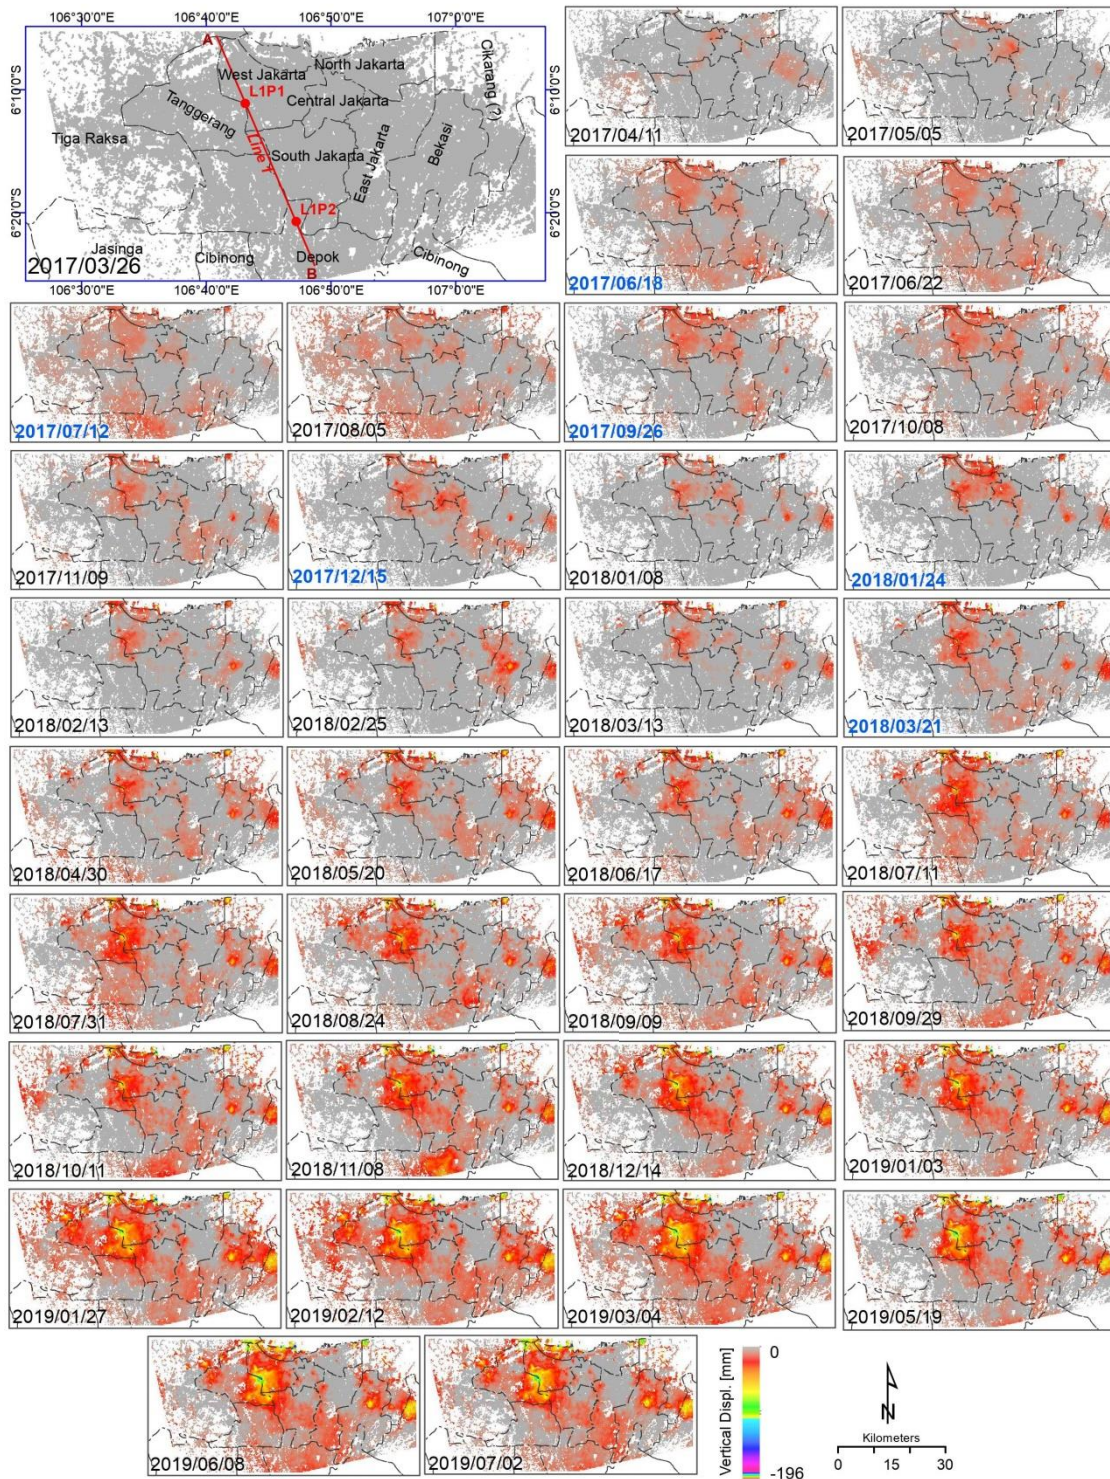 106°30'0"E 106°40'0"E 106°50'0"E 107°0'0"E
A
North Jakarta
Cikarang (?)
West Jakarta
6°10'0"S
L1P1
Central Jakarta
Tanggerang
Tiga Raksa
Line 1
South Jakarta
East Jakarta
Bekasi
6°20'0"S
L1P2
Jasinga
Cibinong
Depok
Cibinong
2017/03/26
B
106°30'0"E 106°40'0"E 106°50'0"E 107°0'0"E
2017/04/11
2017/05/05
2017/06/18
2017/06/22
2017/07/12
2017/08/05
2017/09/26
2017/10/08
2017/11/09
2017/12/15
2018/01/08
2018/01/24
2018/02/13
2018/02/25
2018/03/13
2018/03/21
2018/04/30
2018/05/20
2018/06/17
2018/07/11
2018/07/31
2018/08/24
2018/09/09
2018/09/29
2018/10/11
2018/11/08
2018/12/14
2019/01/03
2019/01/27
2019/02/12
2019/03/04
2019/05/19
2019/06/08
2019/07/02
Vertical Displ. [mm]
0
-196
N
Kilometers
0 15 30